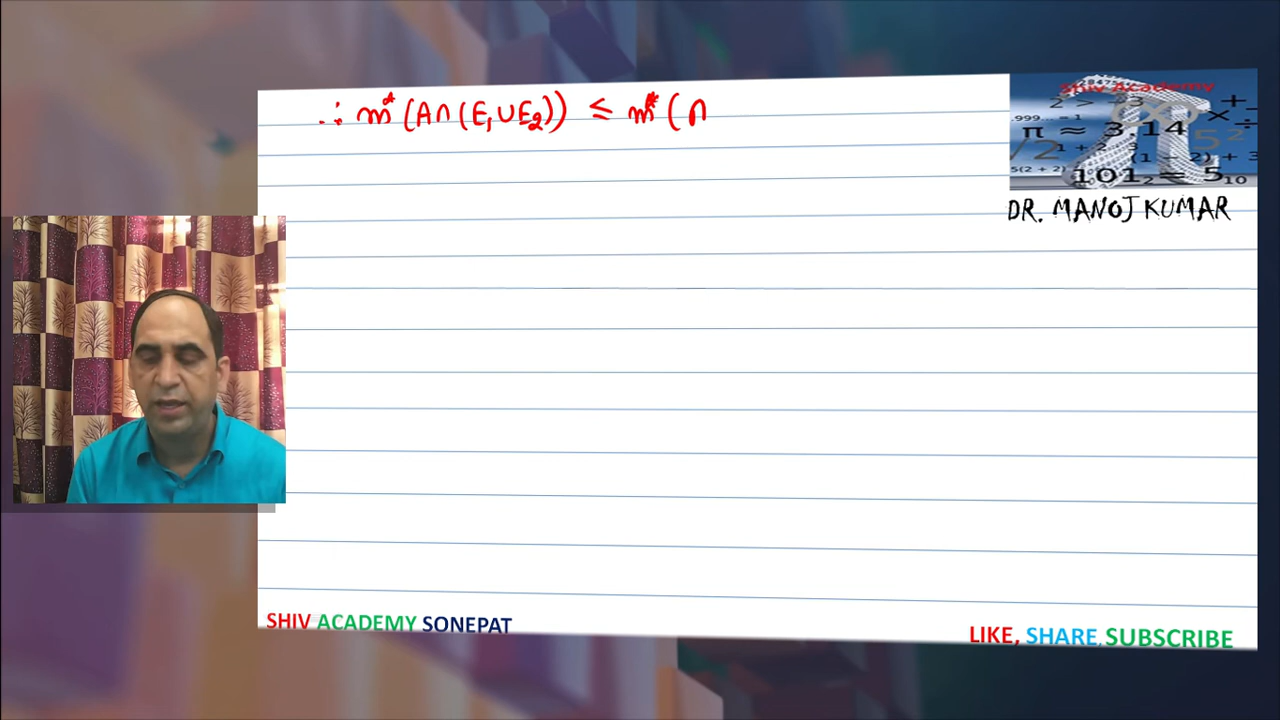 ∴ m*(A∩(E₁∪E₂)) ≤ m*(A
Shiv Academy
π ≈ 3.14
101₂ = 5₁₀
DR. MANOJ KUMAR
SHIV ACADEMY SONEPAT
LIKE, SHARE, SUBSCRIBE